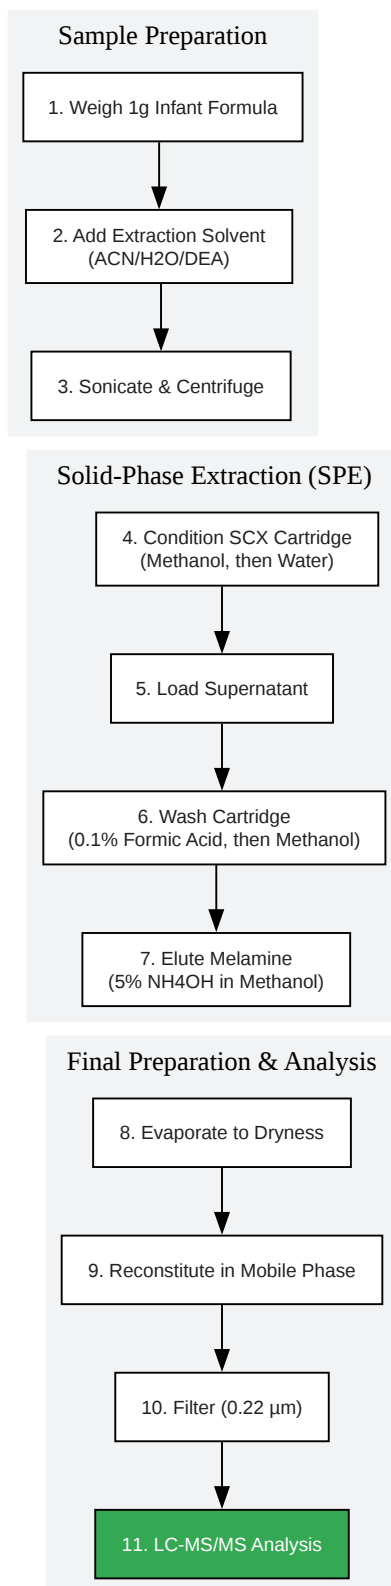 Sample Preparation
1. Weigh 1g Infant Formula
2. Add Extraction Solvent
(ACN/H2O/DEA)
3. Sonicate & Centrifuge
Solid-Phase Extraction (SPE)
4. Condition SCX Cartridge
(Methanol, then Water)
5. Load Supernatant
6. Wash Cartridge
(0.1% Formic Acid, then Methanol)
7. Elute Melamine
(5% NH4OH in Methanol)
Final Preparation & Analysis
8. Evaporate to Dryness
9. Reconstitute in Mobile Phase
10. Filter (0.22 µm)
11. LC-MS/MS Analysis